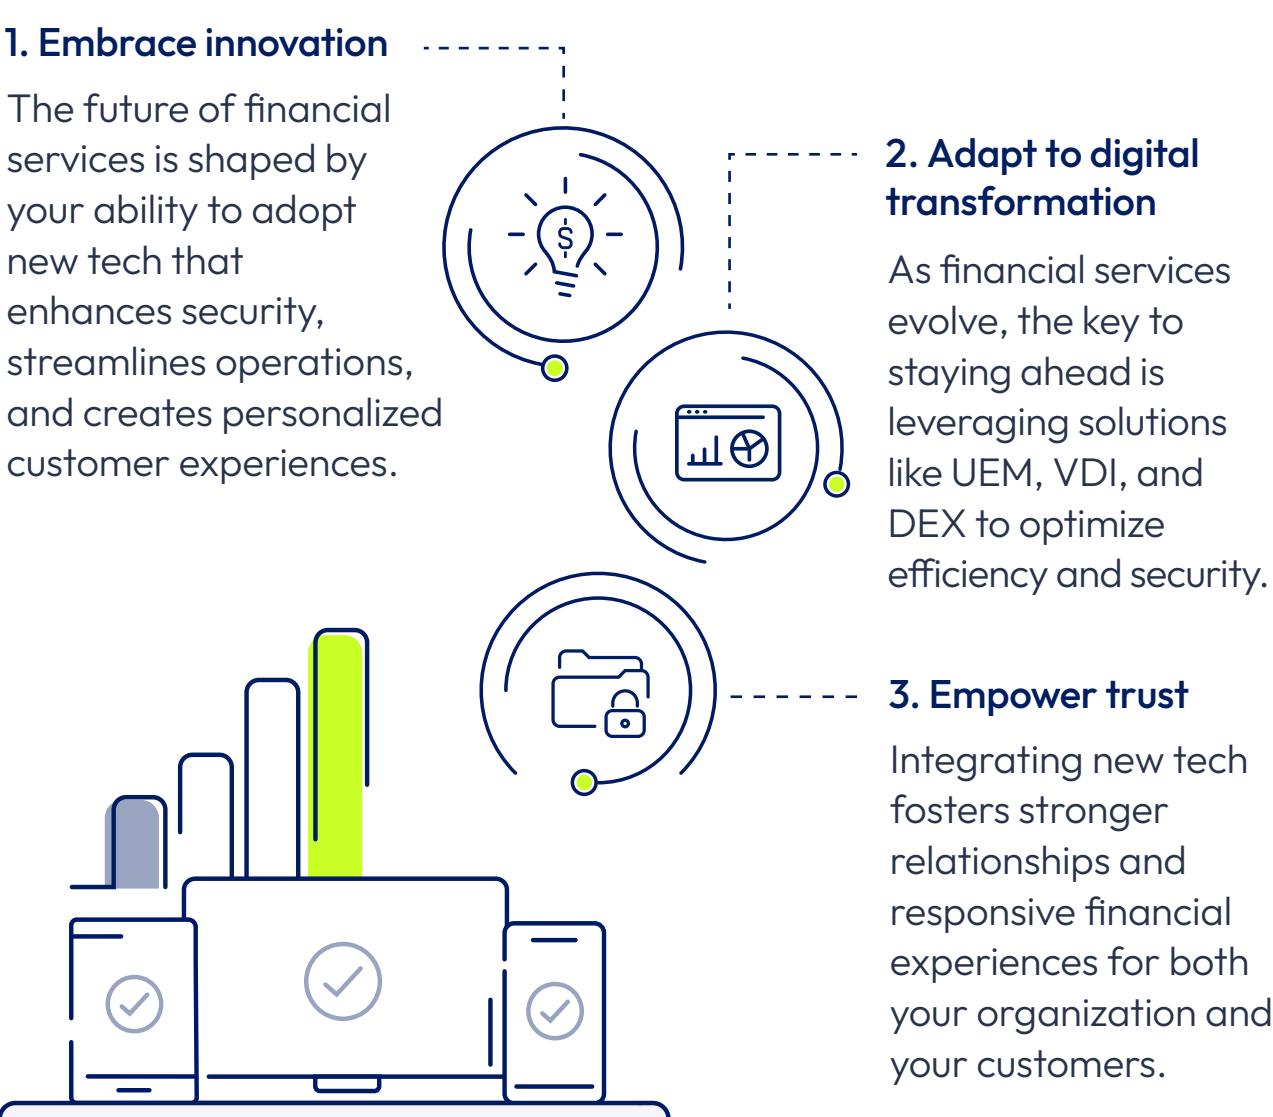 1. Embrace innovation
The future of financial
services is shaped by
your ability to adopt
new tech that
enhances security,
streamlines operations,
and creates personalized
customer experiences.
S
2. Adapt to digital
transformation
As financial services
evolve, the key to
staying ahead is
leveraging solutions
like UEM, VDI, and
DEX to optimize
efficiency and security.
3. Empower trust
Integrating new tech
fosters stronger
relationships and
responsive financial
experiences for both
your organization and
your customers.